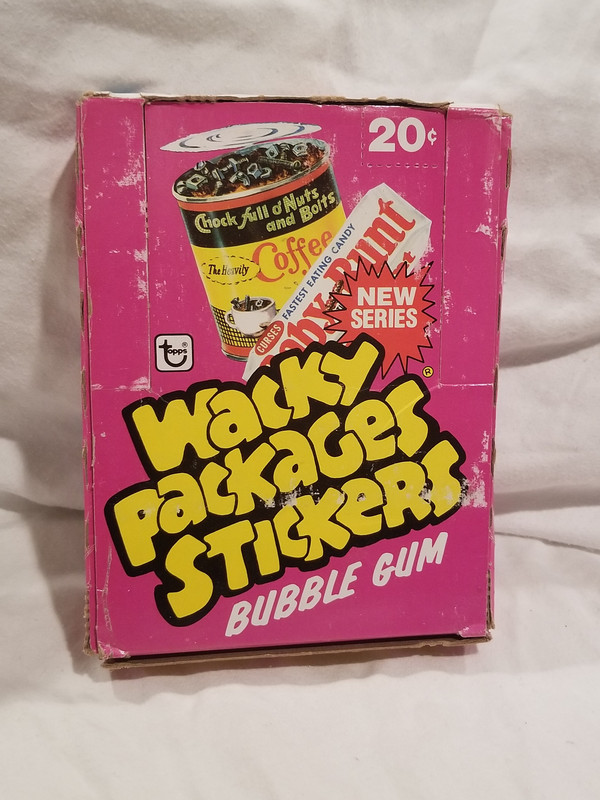 20¢
Chock full o'Nuts
and Bolts
The Heavily
Coffee
CURSES FASTEST EATING CANDY
NEW
SERIES
topps®
®
Wacky
Packages
Stickers
BUBBLE GUM